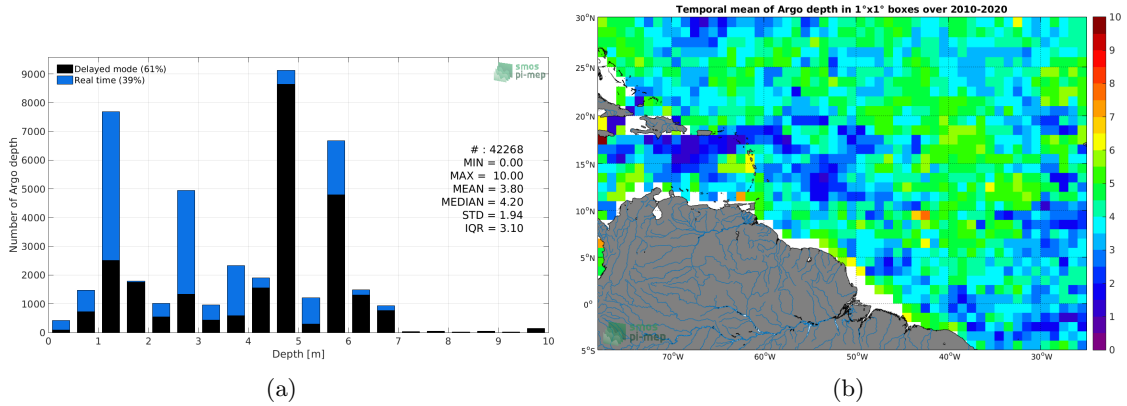 Delayed mode (61%)
Real time (39%)
smos
pi-mep
9000
8000
7000
6000
5000
4000
3000
2000
1000
0
Number of Argo depth
# : 42268
MIN = 0.00
MAX = 10.00
MEAN = 3.80
MEDIAN = 4.20
STD = 1.94
IQR = 3.10
0 1 2 3 4 5 6 7 8 9 10
Depth [m]
(a)
Temporal mean of Argo depth in 1°x1° boxes over 2010-2020
30°N
25°N
20°N
15°N
10°N
5°N
0°
5°S
70°W 60°W 50°W 40°W 30°W
smos
pi-mep
10
9
8
7
6
5
4
3
2
1
0
(b)